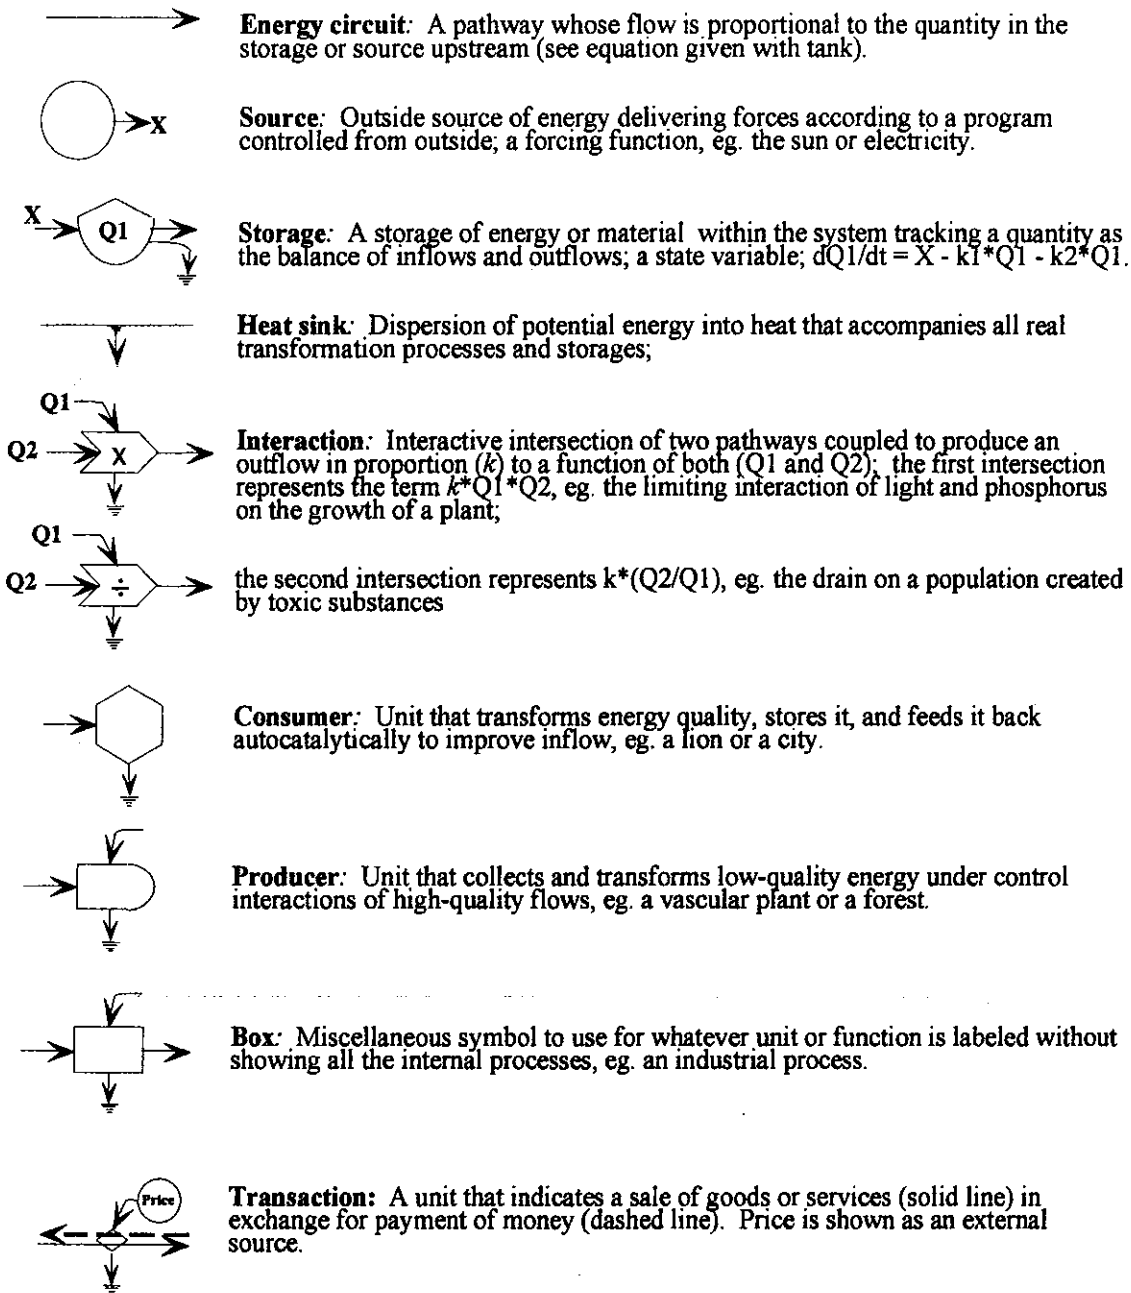 Energy circuit: A pathway whose flow is proportional to the quantity in the
storage or source upstream (see equation given with tank).
X
Source: Outside source of energy delivering forces according to a program
controlled from outside; a forcing function, eg. the sun or electricity.
X
Q1
Storage: A storage of energy or material within the system tracking a quantity as
the balance of inflows and outflows; a state variable; dQ1/dt = X - k1*Q1 - k2*Q1.
Heat sink: Dispersion of potential energy into heat that accompanies all real
transformation processes and storages;
Q1
Q2
X
Interaction: Interactive intersection of two pathways coupled to produce an
outflow in proportion (k) to a function of both (Q1 and Q2); the first intersection
represents the term k*Q1*Q2, eg. the limiting interaction of light and phosphorus
on the growth of a plant;
Q1
Q2
÷
the second intersection represents k*(Q2/Q1), eg. the drain on a population created
by toxic substances
Consumer: Unit that transforms energy quality, stores it, and feeds it back
autocatalytically to improve inflow, eg. a lion or a city.
Producer: Unit that collects and transforms low-quality energy under control
interactions of high-quality flows, eg. a vascular plant or a forest.
Box: Miscellaneous symbol to use for whatever unit or function is labeled without
showing all the internal processes, eg. an industrial process.
Price
Transaction: A unit that indicates a sale of goods or services (solid line) in
exchange for payment of money (dashed line). Price is shown as an external
source.